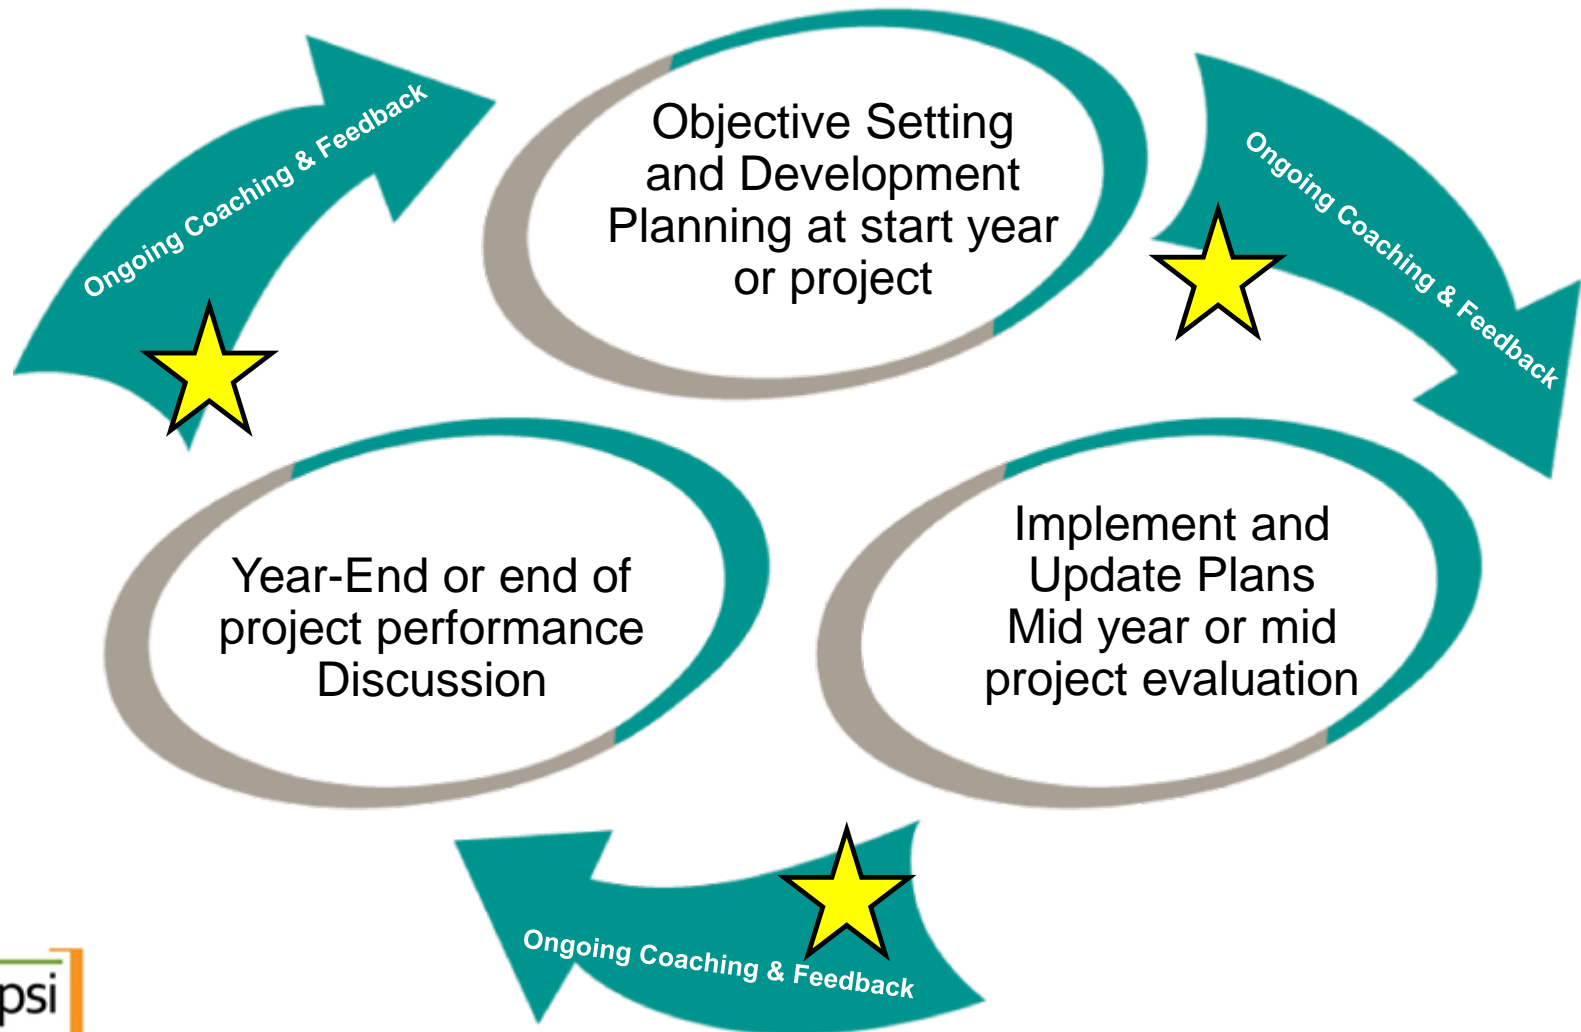 Ongoing Coaching & Feedback
Objective Setting
and Development
Planning at start year
or project
Ongoing Coaching & Feedback
Year-End or end of
project performance
Discussion
Implement and
Update Plans
Mid year or mid
project evaluation
Ongoing Coaching & Feedback
psi